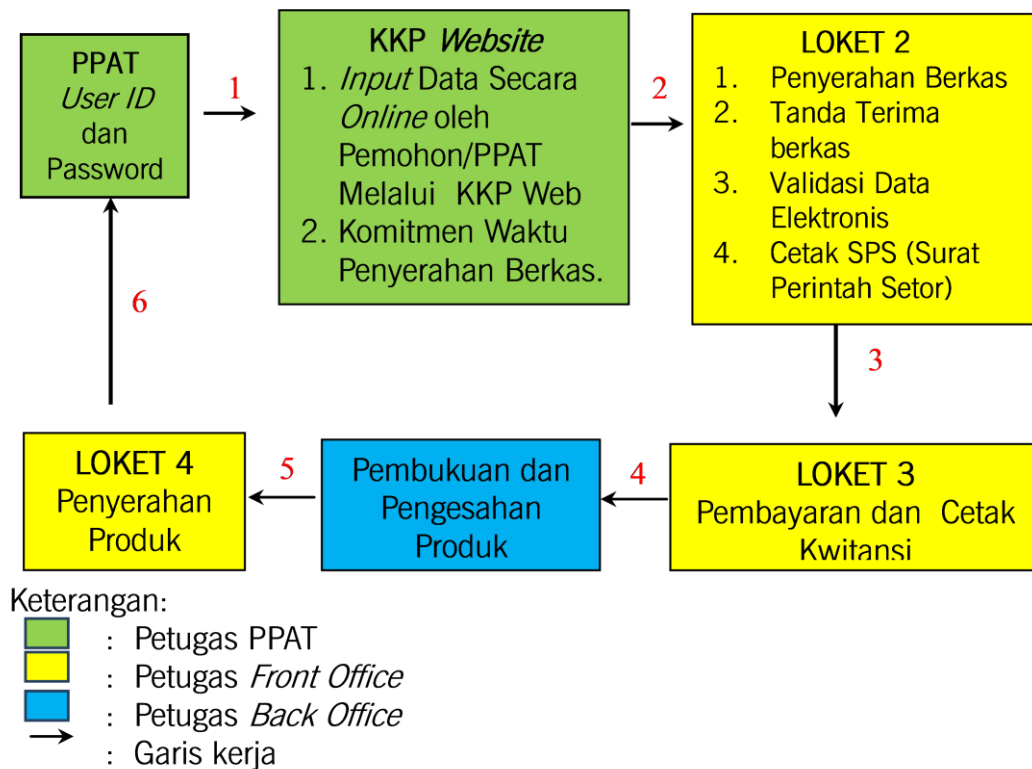 PPAT
User ID
dan
Password
1
KKP Website
1. Input Data Secara
Online oleh
Pemohon/PPAT
Melalui KKP Web
2. Komitmen Waktu
Penyerahan Berkas.
2
LOKET 2
1. Penyerahan Berkas
2. Tanda Terima
berkas
3. Validasi Data
Elektronis
4. Cetak SPS (Surat
Perintah Setor)
3
LOKET 3
Pembayaran dan Cetak
Kwitansi
4
Pembukuan dan
Pengesahan
Produk
5
LOKET 4
Penyerahan
Produk
6
Keterangan:
: Petugas PPAT
: Petugas Front Office
: Petugas Back Office
: Garis kerja